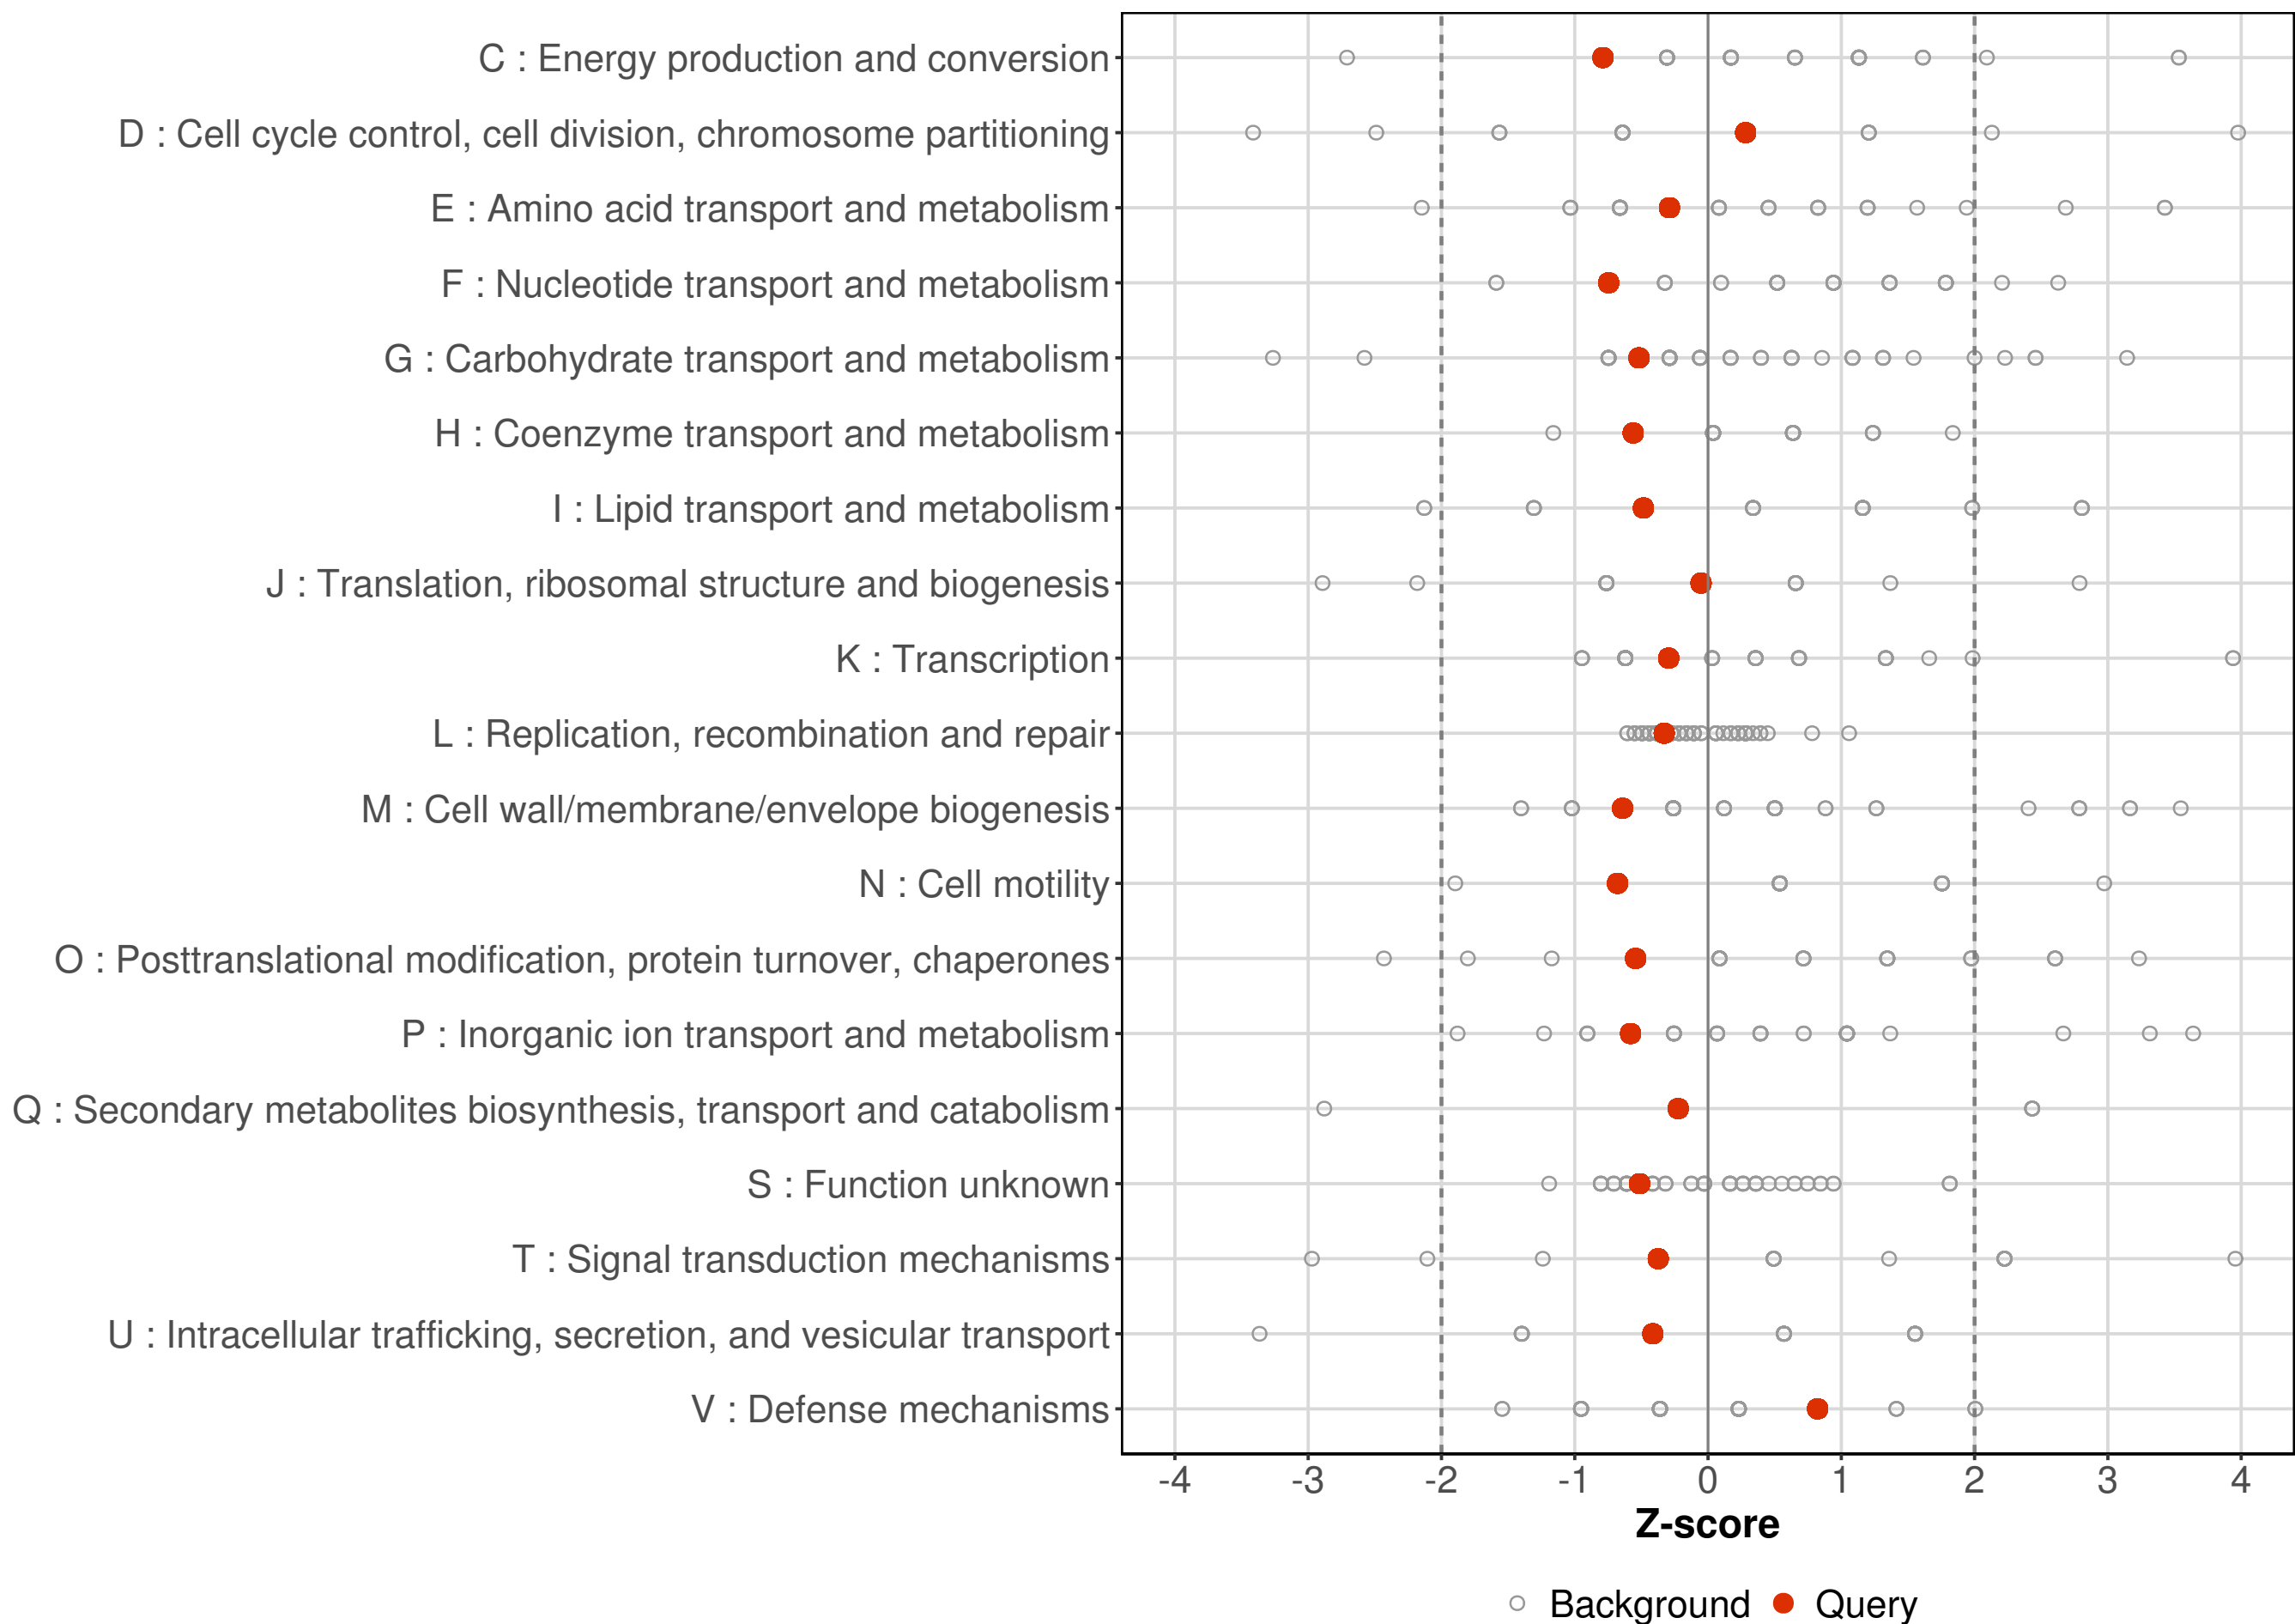 C : Energy production and conversion
D : Cell cycle control, cell division, chromosome partitioning
E : Amino acid transport and metabolism
F : Nucleotide transport and metabolism
G : Carbohydrate transport and metabolism
H : Coenzyme transport and metabolism
I : Lipid transport and metabolism
J : Translation, ribosomal structure and biogenesis
K : Transcription
L : Replication, recombination and repair
M : Cell wall/membrane/envelope biogenesis
N : Cell motility
O : Posttranslational modification, protein turnover, chaperones
P : Inorganic ion transport and metabolism
Q : Secondary metabolites biosynthesis, transport and catabolism
S : Function unknown
T : Signal transduction mechanisms
U : Intracellular trafficking, secretion, and vesicular transport
V : Defense mechanisms
-4 -3 -2 -1 0 1 2 3 4
Z-score
Background Query